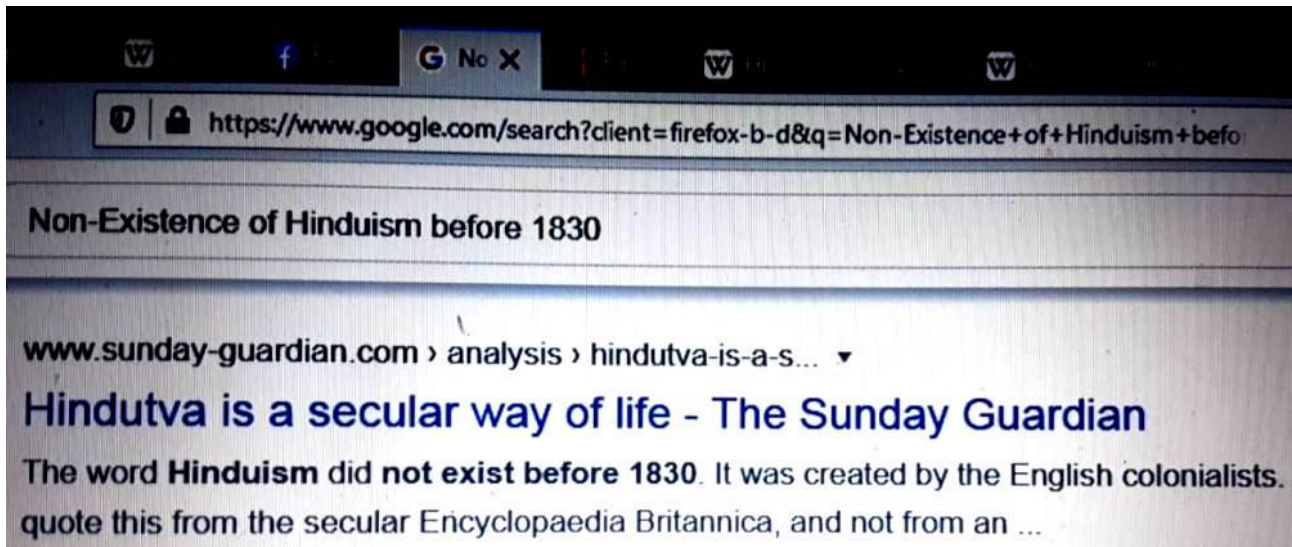 W f G No W W
https://www.google.com/search?client=firefox-b-d&q=Non-Existence+of+Hinduism+befo
Non-Existence of Hinduism before 1830
www.sunday-guardian.com › analysis › hindutva-is-a-s...
Hindutva is a secular way of life - The Sunday Guardian
The word Hinduism did not exist before 1830. It was created by the English colonialists.
quote this from the secular Encyclopaedia Britannica, and not from an ...